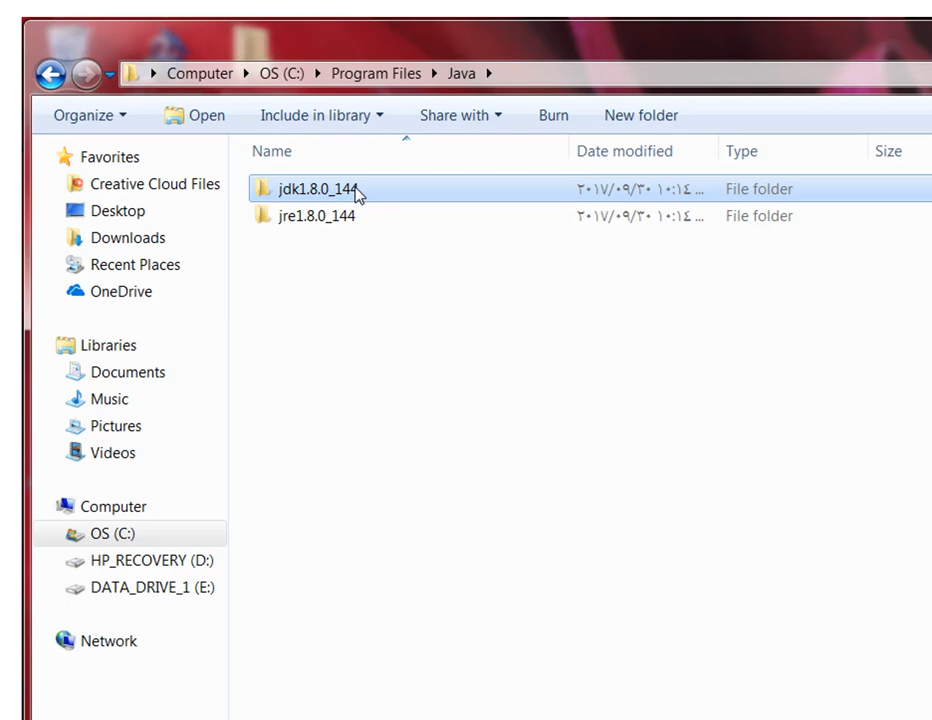 Computer OS (C:) Program Files Java
Organize Open Include in library Share with Burn New folder
Name Date modified Type Size
Favorites
Creative Cloud Files
Desktop
Downloads
Recent Places
OneDrive
Libraries
Documents
Music
Pictures
Videos
Computer
OS (C:)
HP_RECOVERY (D:)
DATA_DRIVE_1 (E:)
Network
jdk1.8.0_144 ٢٠١٧/٠٩/٣٠ ١٠:١٤ ... File folder
jre1.8.0_144 ٢٠١٧/٠٩/٣٠ ١٠:١٤ ... File folder